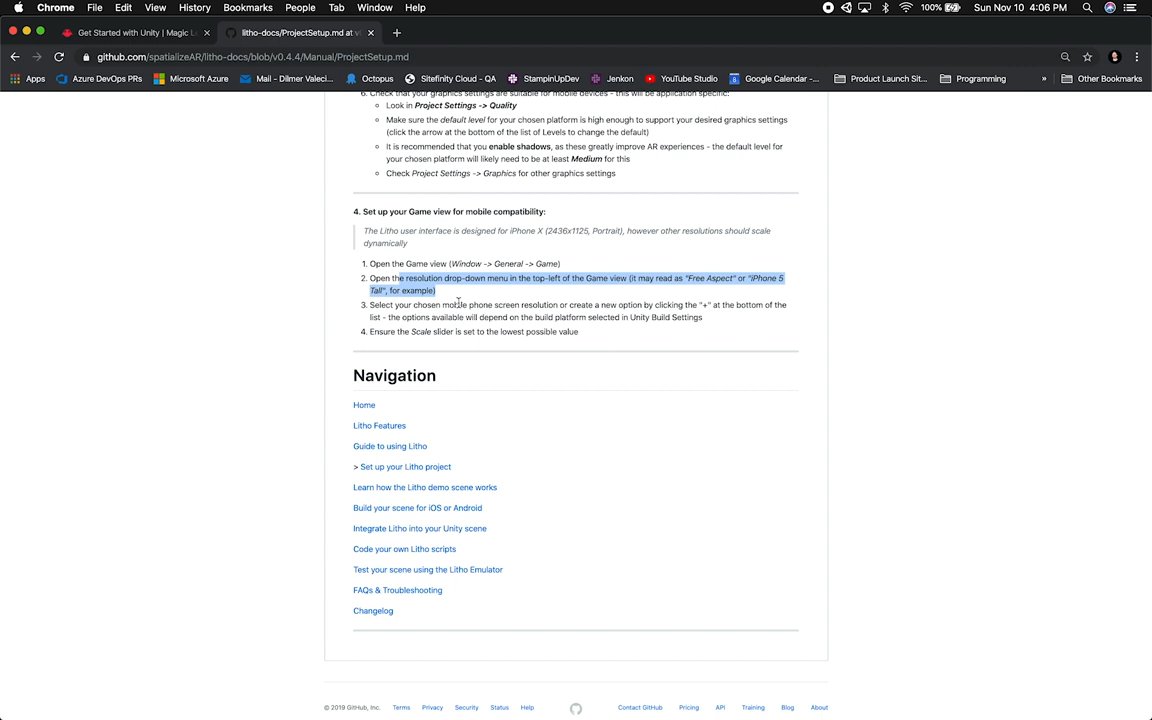 Chrome File Edit View History Bookmarks People Tab Window Help 100% Sun Nov 10 4:06 PM
Get Started with Unity | Magic L litho-docs/ProjectSetup.md at v
github.com/spatializeAR/litho-docs/blob/v0.4.4/Manual/ProjectSetup.md
Apps Azure DevOps PRs Microsoft Azure Mail - Dilmer Valeci... Octopus Sitefinity Cloud - QA StampinUpDev Jenkon YouTube Studio Google Calendar -... Product Launch Sit... Programming » Other Bookmarks
6. Check that your graphics settings are suitable for mobile devices - this will be application specific:
Look in Project Settings -> Quality
Make sure the default level for your chosen platform is high enough to support your desired graphics settings
(click the arrow at the bottom of the list of Levels to change the default)
It is recommended that you enable shadows, as these greatly improve AR experiences - the default level for
your chosen platform will likely need to be at least Medium for this
Check Project Settings -> Graphics for other graphics settings
4. Set up your Game view for mobile compatibility:
The Litho user interface is designed for iPhone X (2436x1125, Portrait), however other resolutions should scale
dynamically
1. Open the Game view (Window -> General -> Game)
2. Open the resolution drop-down menu in the top-left of the Game view (it may read as "Free Aspect" or "iPhone 5
Tall", for example)
3. Select your chosen mobile phone screen resolution or create a new option by clicking the "+" at the bottom of the
list - the options available will depend on the build platform selected in Unity Build Settings
4. Ensure the Scale slider is set to the lowest possible value
Navigation
Home
Litho Features
Guide to using Litho
> Set up your Litho project
Learn how the Litho demo scene works
Build your scene for iOS or Android
Integrate Litho into your Unity scene
Code your own Litho scripts
Test your scene using the Litho Emulator
FAQs & Troubleshooting
Changelog
© 2019 GitHub, Inc. Terms Privacy Security Status Help Contact GitHub Pricing API Training Blog About